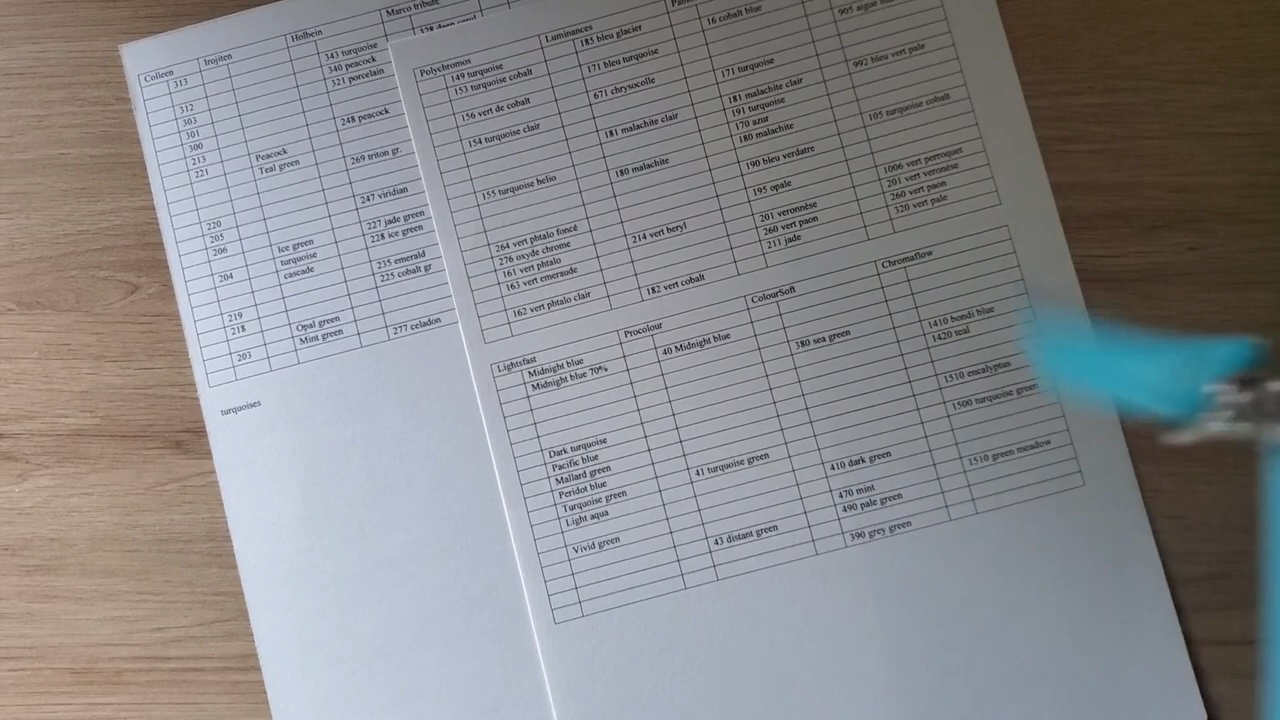 Colleen
313
312
303
301
300
213
221
220
205
206
204
219
218
203
Irojiten
Peacock
Teal green
Ice green
turquoise
cascade
Opal green
Mint green
Holbein
343 turquoise
340 peacock
321 porcelain
248 peacock
269 triton gr.
247 viridian
227 jade green
228 ice green
235 emerald
225 cobalt gr
277 celadon
Marco tribute
turquoises
Polychromos
149 turquoise
153 turquoise cobalt
156 vert de cobalt
154 turquoise clair
155 turquoise helio
264 vert phtalo foncé
276 oxyde chrome
161 vert phtalo
163 vert emeraude
162 vert phtalo clair
Luminances
185 bleu glacier
171 bleu turquoise
671 chrysocolle
181 malachite clair
180 malachite
214 vert beryl
182 vert cobalt
16 cobalt blue
171 turquoise
181 malachite clair
191 turquoise
170 azur
180 malachite
190 bleu verdatre
195 opale
201 veronnèse
260 vert paon
211 jade
992 bleu vert pale
105 turquoise cobalt
1006 vert perroquet
201 vert veronèse
260 vert paon
320 vert pale
Lightsfast
Midnight blue
Midnight blue 70%
Dark turquoise
Pacific blue
Mallard green
Peridot blue
Turquoise green
Light aqua
Vivid green
Procolour
40 Midnight blue
41 turquoise green
43 distant green
ColourSoft
380 sea green
410 dark green
470 mint
490 pale green
390 grey green
Chromaflow
1410 bondi blue
1420 teal
1510 encalyptus
1500 turquoise green
1510 green meadow